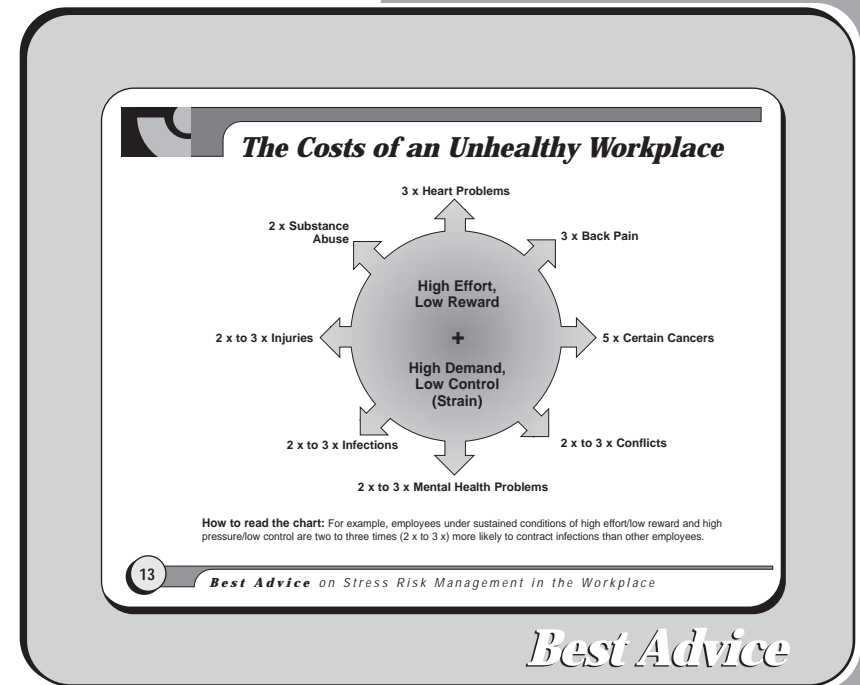 The Costs of an Unhealthy Workplace
3 x Heart Problems
2 x Substance
Abuse
3 x Back Pain
High Effort,
Low Reward
2 x to 3 x Injuries
+
5 x Certain Cancers
High Demand,
Low Control
(Strain)
2 x to 3 x Infections
2 x to 3 x Conflicts
2 x to 3 x Mental Health Problems
How to read the chart: For example, employees under sustained conditions of high effort/low reward and high
pressure/low control are two to three times (2 x to 3 x) more likely to contract infections than other employees.
13
Best Advice on Stress Risk Management in the Workplace
Best Advice